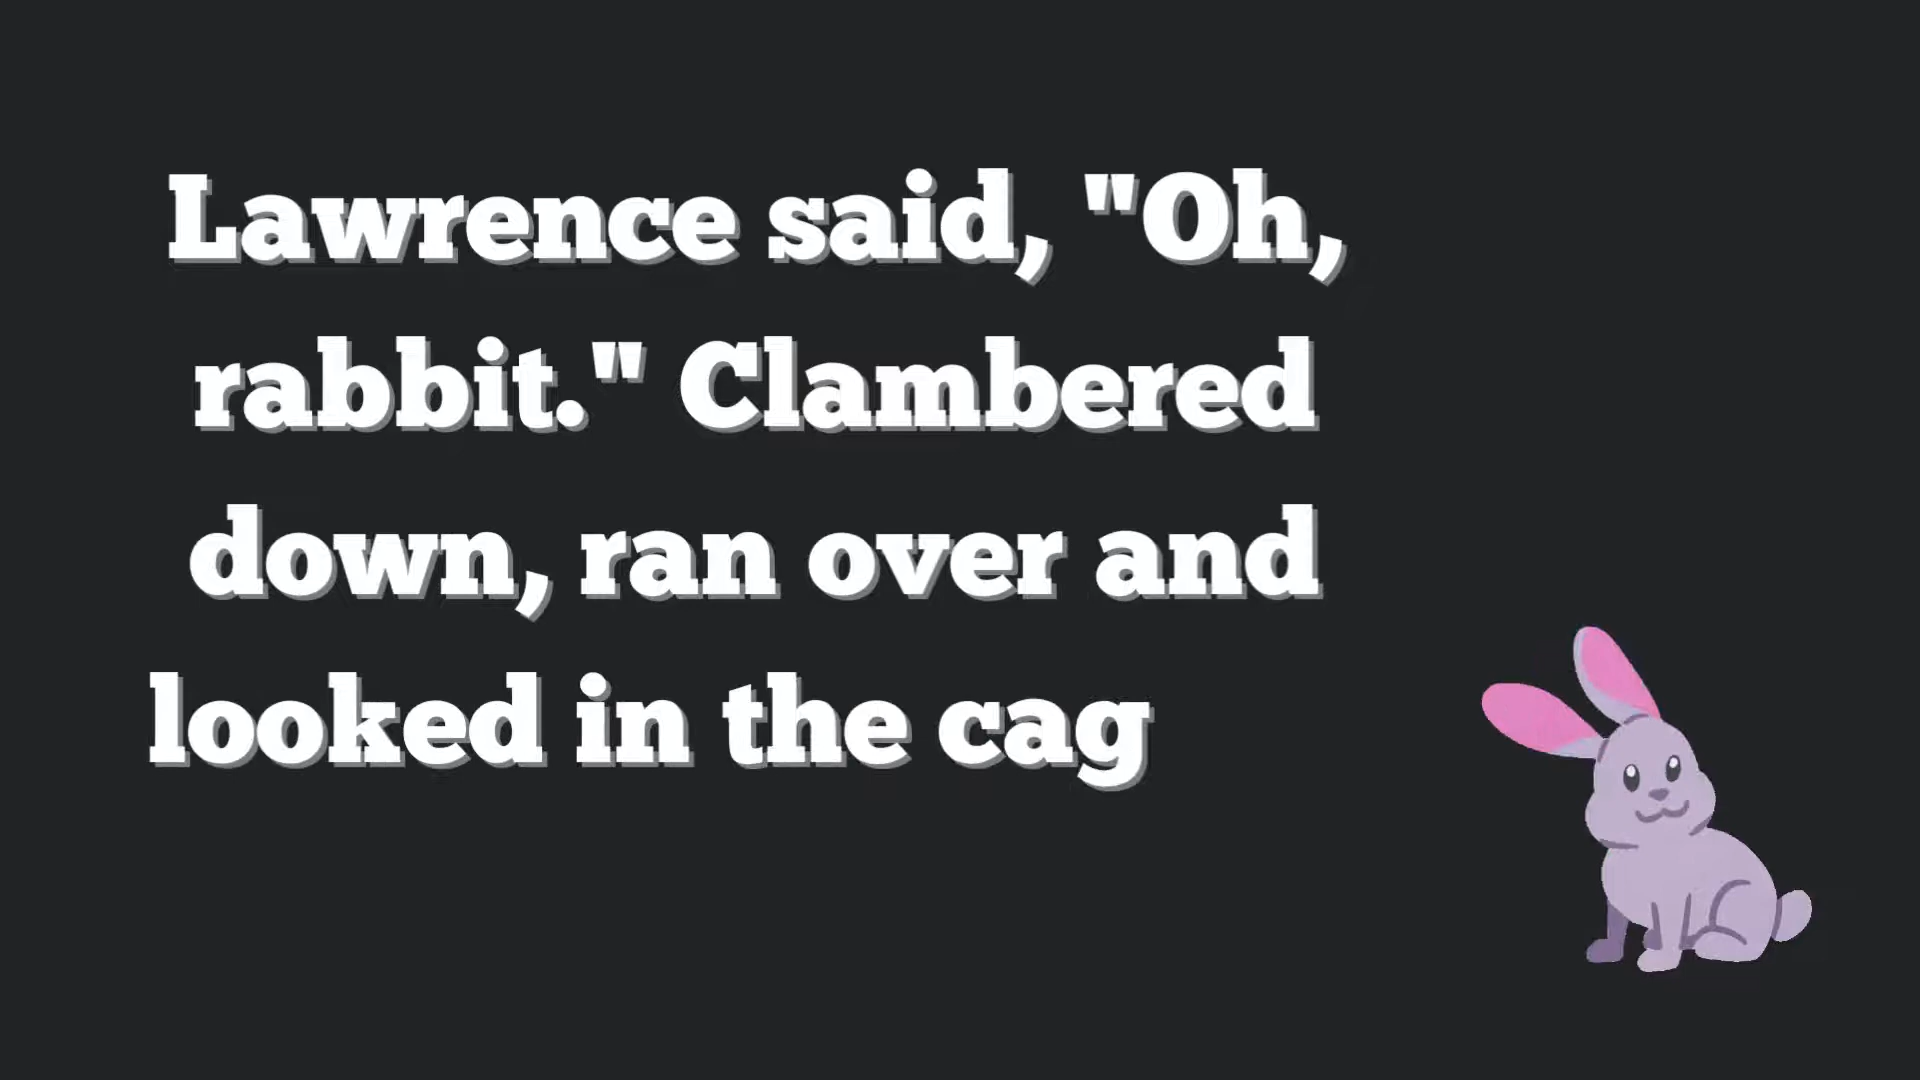 Lawrence said, "Oh,
rabbit." Clambered
down, ran over and
looked in the cag